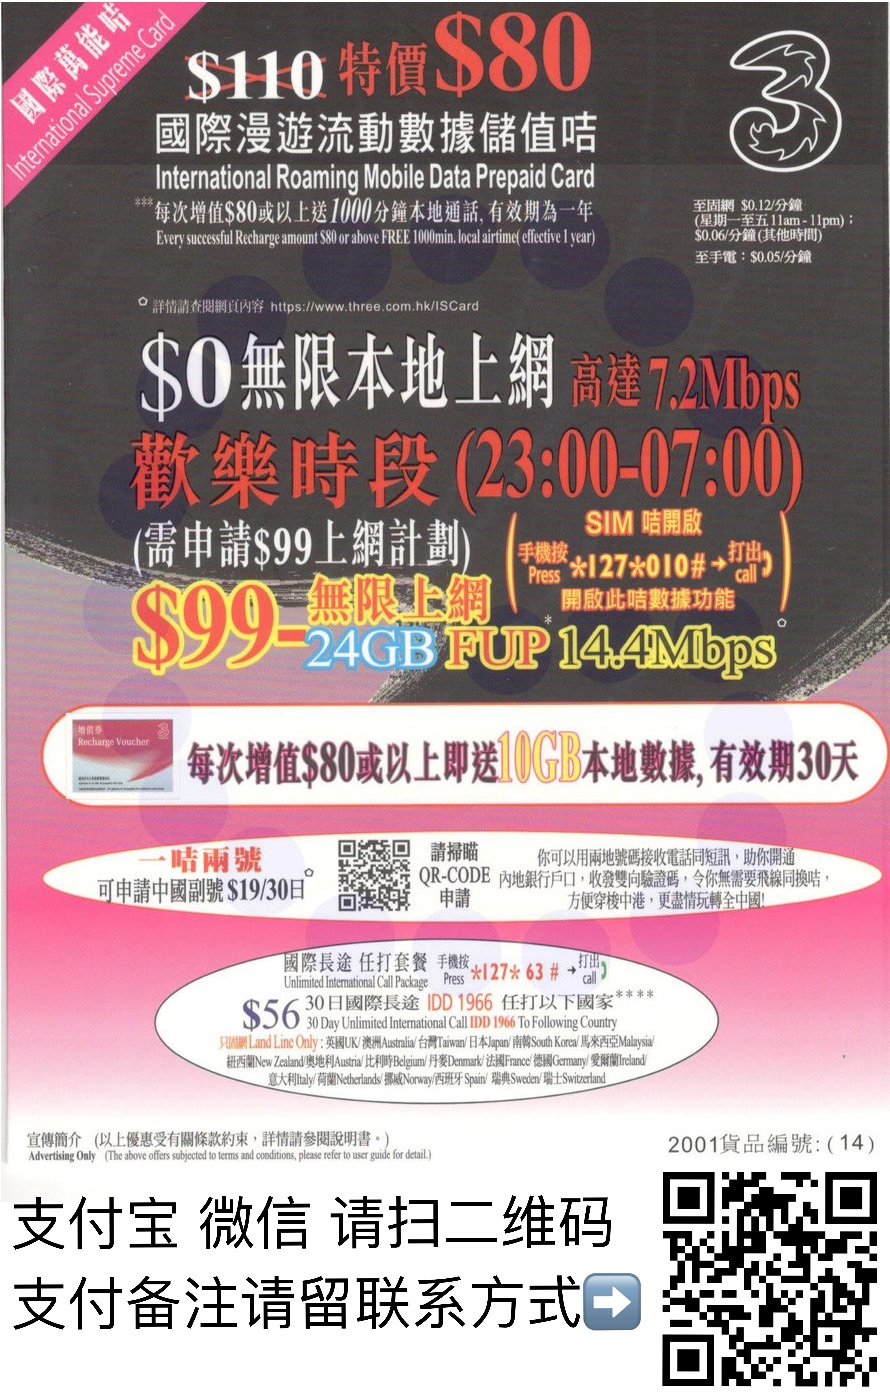 國際萬能咭
International Supreme Card
$110 特價 $80
國際漫遊流動數據儲值咭
International Roaming Mobile Data Prepaid Card
***每次增值$80或以上送1000分鐘本地通話, 有效期為一年
Every successful Recharge amount $80 or above FREE 1000min. local airtime( effective 1 year)
3
至固網 $0.12/分鐘
(星期一至五11am - 11pm)；
$0.06/分鐘(其他時間)
至手電：$0.05/分鐘
✩ 詳情請查閱網頁內容 https://www.three.com.hk/ISCard
$0無限本地上網 高達 7.2Mbps
歡樂時段 (23:00-07:00)
(需申請$99上網計劃)
SIM 咭開啟
手機按 Press *127*010# → 打出 call
開啟此咭數據功能
$99-無限上網
24GB FUP* 14.4Mbps✩
增值券
Recharge Voucher
每次增值$80或以上即送10GB本地數據, 有效期30天
一咭兩號
可申請中國副號 $19/30日✩
請掃瞄
QR-CODE
申請
你可以用兩地號碼接收電話同短訊，助你開通
內地銀行戶口，收發雙向驗證碼，令你無需要飛線同換咭，
方便穿梭中港，更盡情玩轉全中國!
國際長途 任打套餐 手機按 Press *127* 63 # → 打出 call
Unlimited International Call Package
$56 30日國際長途 IDD 1966 任打以下國家****
30 Day Unlimited International Call IDD 1966 To Following Country
只固網Land Line Only : 英國UK/ 澳洲Australia/ 台灣Taiwan/ 日本Japan/ 南韓South Korea/ 馬來西亞Malaysia/
紐西蘭New Zealand/奧地利Austria/ 比利時Belgium/ 丹麥Denmark/ 法國France/ 德國Germany/ 愛爾蘭Ireland/
意大利Italy/ 荷蘭Netherlands/ 挪威Norway/西班牙Spain/ 瑞典Sweden/ 瑞士Switzerland
宣傳簡介 (以上優惠受有關條款約束，詳情請參閱說明書。)
Advertising Only (The above offers subjected to terms and conditions, please refer to user guide for detail.)
2001貨品編號: ( 14 )
支付宝 微信 请扫二维码
支付备注请留联系方式➡